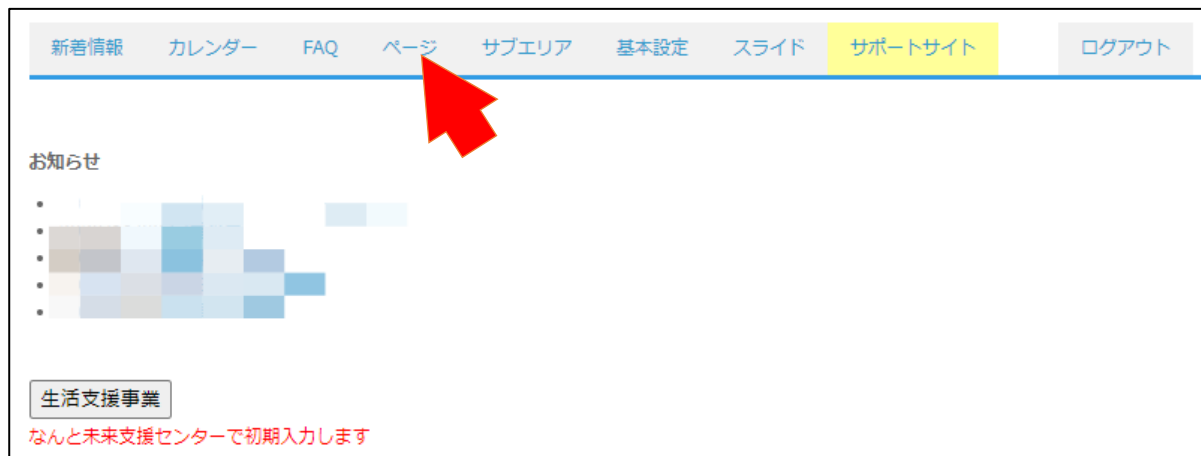 新着情報 カレンダー FAQ ページ サブエリア 基本設定 スライド サポートサイト ログアウト
お知らせ
生活支援事業
なんと未来支援センターで初期入力します